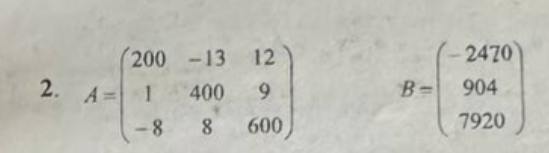 200 -13 12 - 2470
2. A = 1 400 9 B = 904
-8 8 600 7920